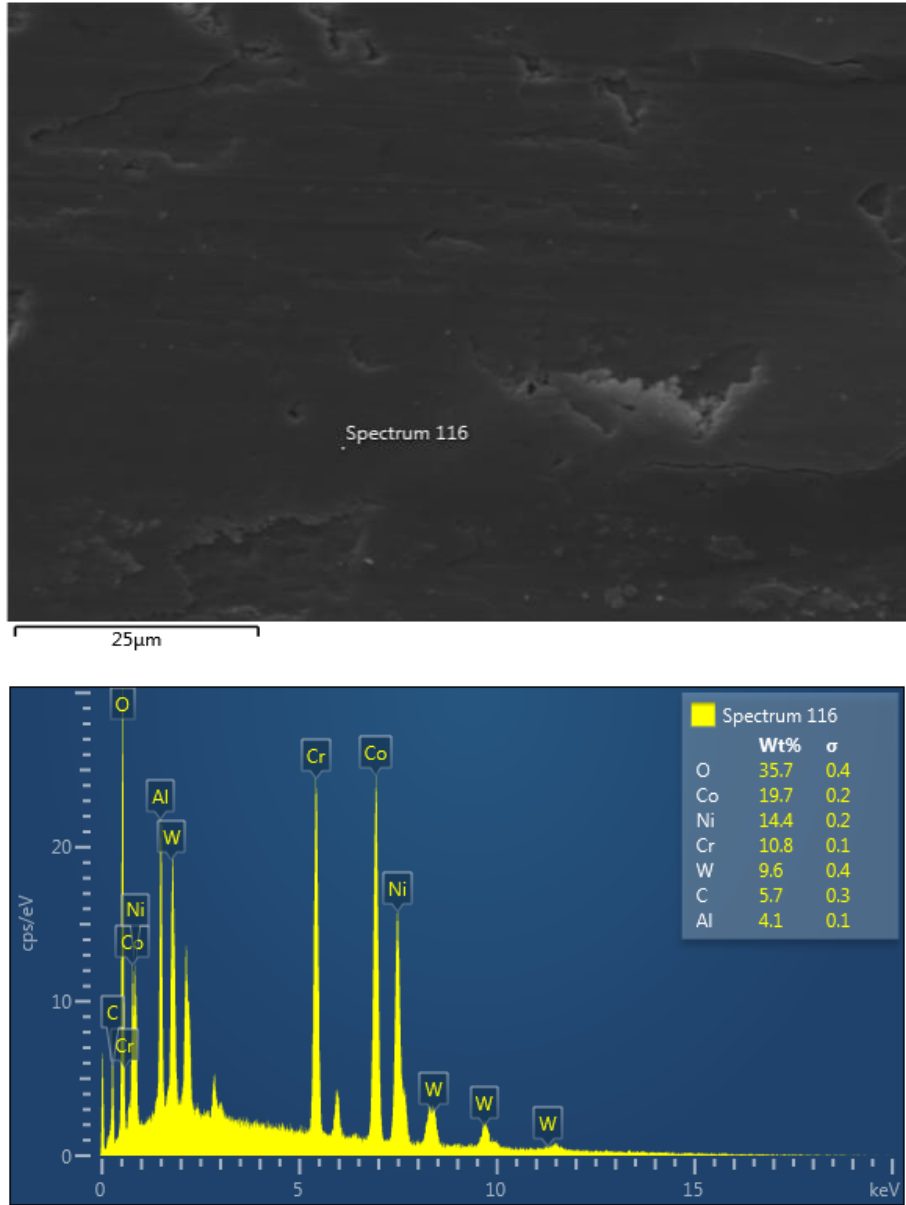 Spectrum 116
25µm
Spectrum 116
Wt% σ
O 35.7 0.4
Co 19.7 0.2
Ni 14.4 0.2
Cr 10.8 0.1
W 9.6 0.4
C 5.7 0.3
Al 4.1 0.1
O
Cr
Co
Al
W
20
Ni
Ni
Co
cps/eV
10
C
Cr
W
W
W
0
0
5
10
15
keV